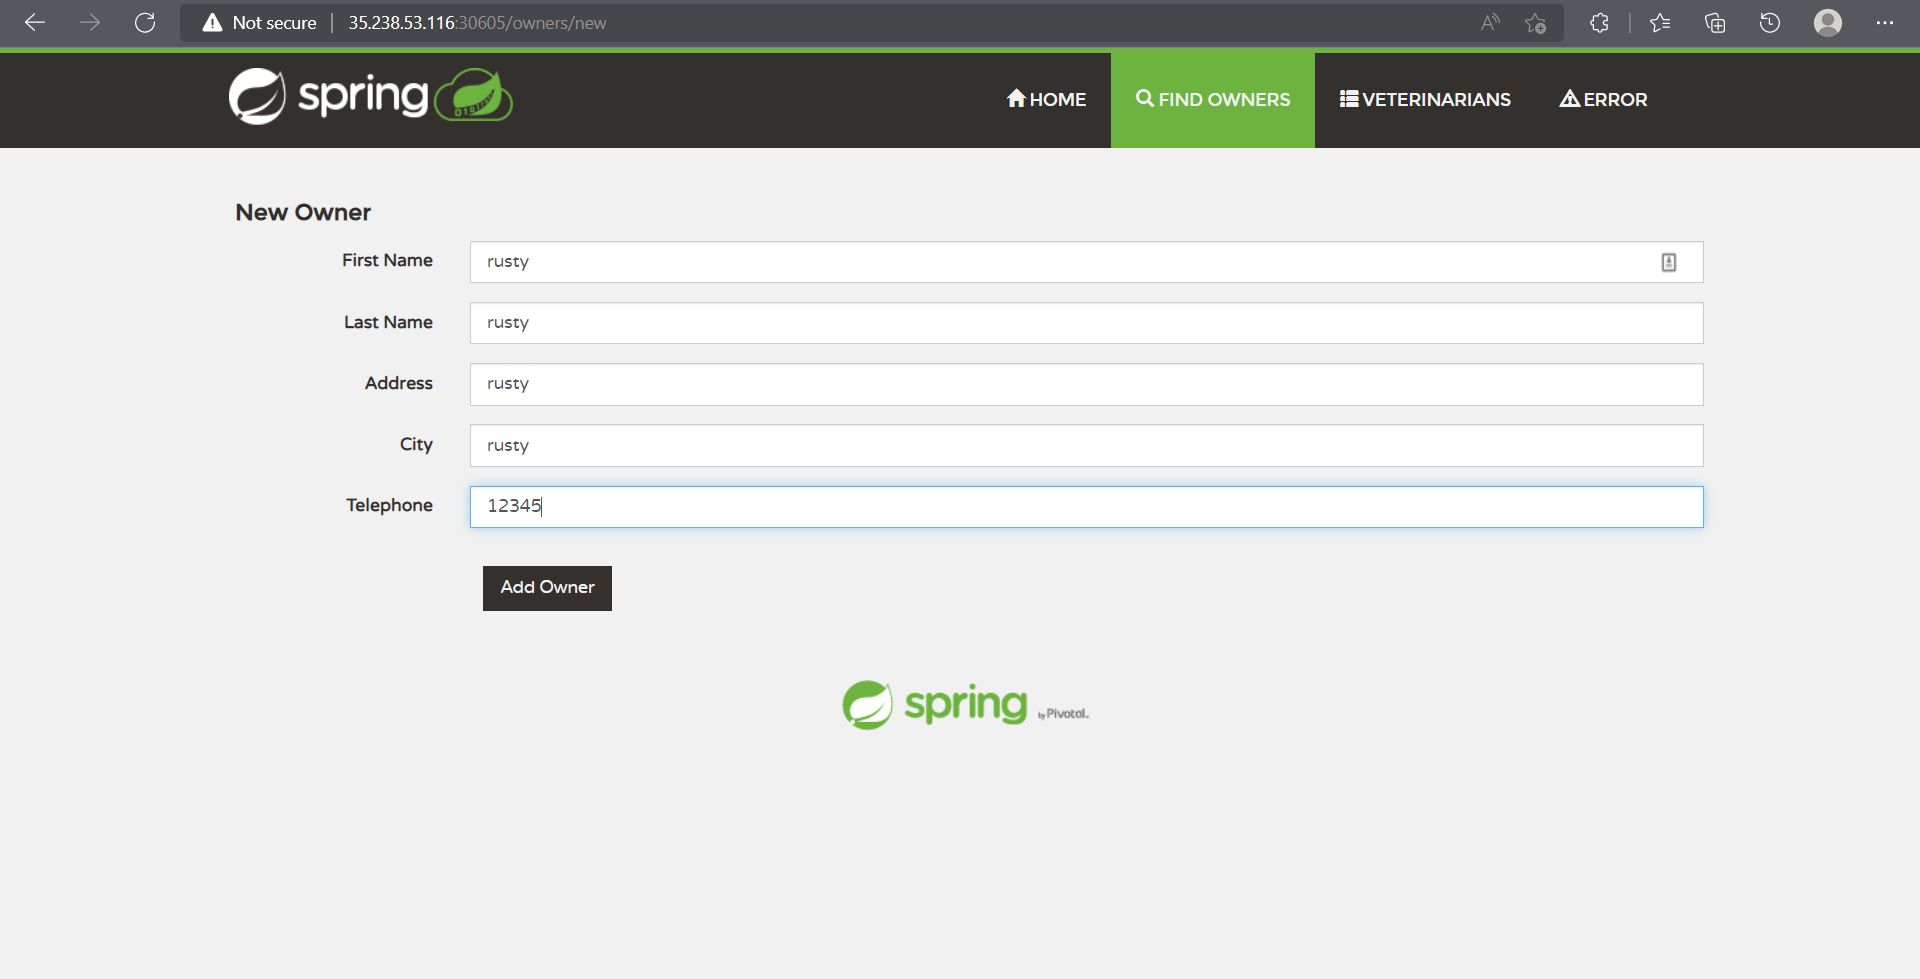 Not secure 35.238.53.116:30605/owners/new
spring
HOME FIND OWNERS VETERINARIANS ERROR
New Owner
First Name rusty
Last Name rusty
Address rusty
City rusty
Telephone 12345
Add Owner
spring by Pivotal.